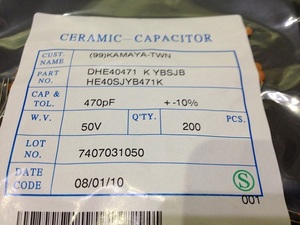 CERAMIC-CAPACITOR
CUST. NAME (99)KAMAYA-TWN
PART NO. DHE40471 K YBSJB
HE40SJYB471K
CAP & TOL. 470pF +-10%
W.V. 50V Q'TY. 200 PCS.
LOT NO. 7407031050
DATE CODE 08/01/10 S
001